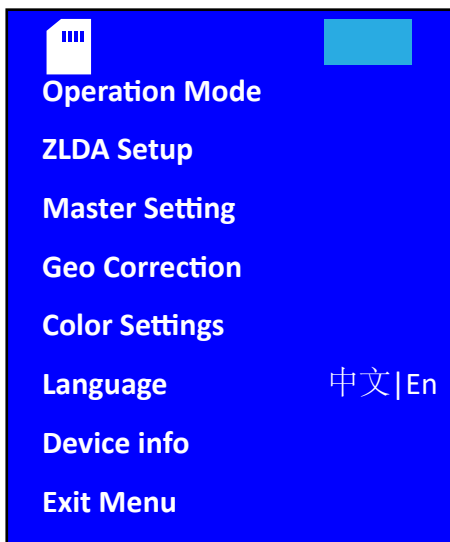 Operation Mode
ZLDA Setup
Master Setting
Geo Correction
Color Settings
Language 中文|En
Device info
Exit Menu